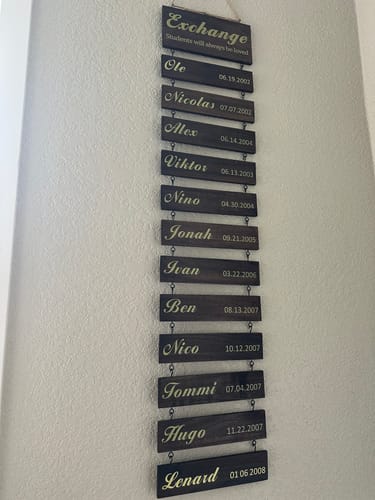 Exchange
Students will always be loved
Ole 06.19.2002
Nicolas 07.07.2002
Alex 06.14.2004
Viktor 06.13.2003
Nino 04.30.2004
Jonah 09.21.2005
Ivan 03.22.2006
Ben 08.13.2007
Nico 10.12.2007
Tommi 07.04.2007
Hugo 11.22.2007
Lenard 01 06 2008